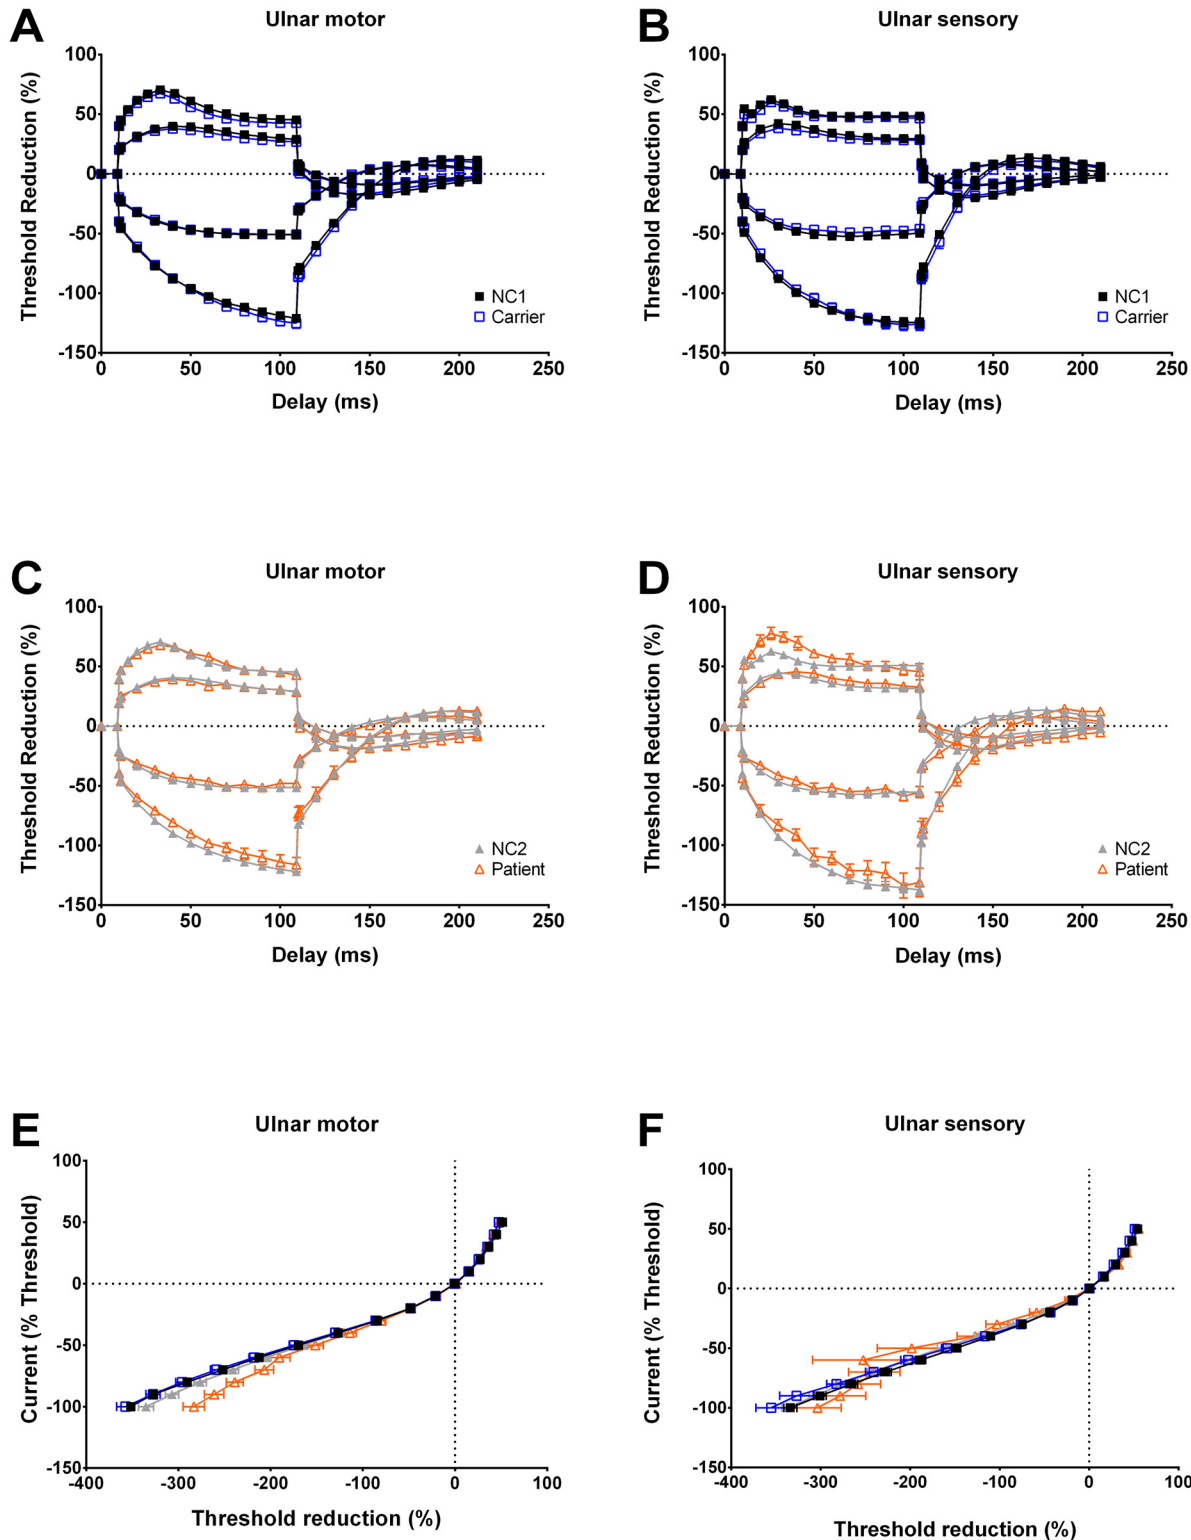 A
Ulnar motor
Threshold Reduction (%)
100
50
0
-50
-100
-150
0
50
100
150
200
250
Delay (ms)
NC1
Carrier
B
Ulnar sensory
Threshold Reduction (%)
100
50
0
-50
-100
-150
0
50
100
150
200
250
Delay (ms)
NC1
Carrier
C
Ulnar motor
Threshold Reduction (%)
100
50
0
-50
-100
-150
0
50
100
150
200
250
Delay (ms)
NC2
Patient
D
Ulnar sensory
Threshold Reduction (%)
100
50
0
-50
-100
-150
0
50
100
150
200
250
Delay (ms)
NC2
Patient
E
Ulnar motor
Current (% Threshold)
100
50
0
-50
-100
-150
-400
-300
-200
-100
0
100
Threshold reduction (%)
F
Ulnar sensory
Current (% Threshold)
100
50
0
-50
-100
-150
-400
-300
-200
-100
0
100
Threshold reduction (%)